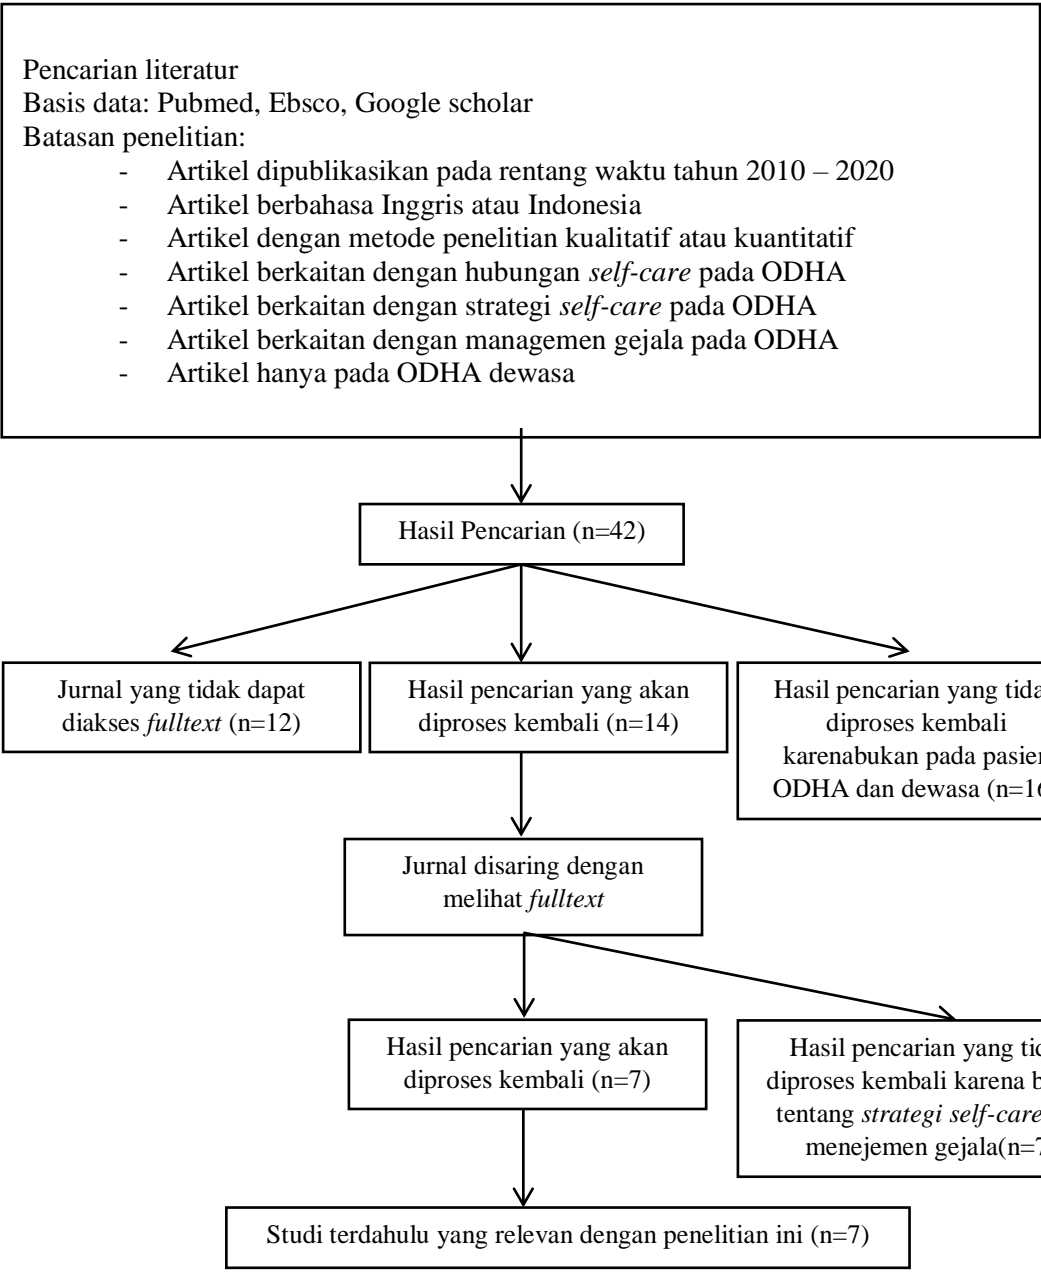 Pencarian literatur
Basis data: Pubmed, Ebsco, Google scholar
Batasan penelitian:
- Artikel dipublikasikan pada rentang waktu tahun 2010 – 2020
- Artikel berbahasa Inggris atau Indonesia
- Artikel dengan metode penelitian kualitatif atau kuantitatif
- Artikel berkaitan dengan hubungan self-care pada ODHA
- Artikel berkaitan dengan strategi self-care pada ODHA
- Artikel berkaitan dengan managemen gejala pada ODHA
- Artikel hanya pada ODHA dewasa
Hasil Pencarian (n=42)
Jurnal yang tidak dapat
diakses fulltext (n=12)
Hasil pencarian yang akan
diproses kembali (n=14)
Hasil pencarian yang
diproses kembali
karenabukan pada
ODHA dan dewasa
Jurnal disaring dengan
melihat fulltext
Hasil pencarian yang akan
diproses kembali (n=7)
Hasil pencarian yang
diproses kembali karena
tentang strategi self-care
menejemen gejala(n=7
Studi terdahulu yang relevan dengan penelitian ini (n=7)